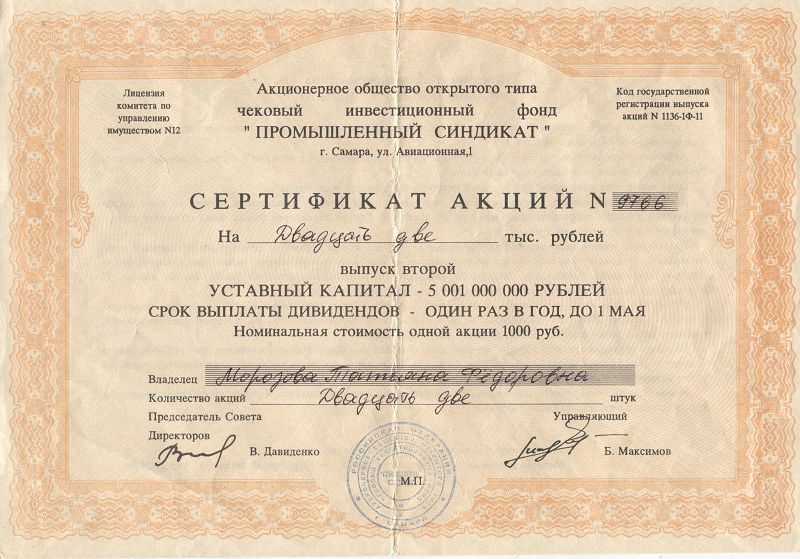 Лицензия
комитета по
управлению
имуществом N12
Акционерное общество открытого типа
чековый инвестиционный фонд
" ПРОМЫШЛЕННЫЙ СИНДИКАТ "
г. Самара, ул. Авиационная,1
Код государственной
регистрации выпуска
акций N 1136-1Ф-11
СЕРТИФИКАТ АКЦИЙ N 9766
На Двадцать две тыс. рублей
выпуск второй
УСТАВНЫЙ КАПИТАЛ - 5 001 000 000 РУБЛЕЙ
СРОК ВЫПЛАТЫ ДИВИДЕНДОВ - ОДИН РАЗ В ГОД, ДО 1 МАЯ
Номинальная стоимость одной акции 1000 руб.
Владелец Морозова Татьяна Федоровна
Количество акций Двадцать две штук
Председатель Совета
Директоров В. Давиденко
Управляющий
Б. Максимов
М.П.
РОССИЙСКАЯ ФЕДЕРАЦИЯ
г. САМАРА